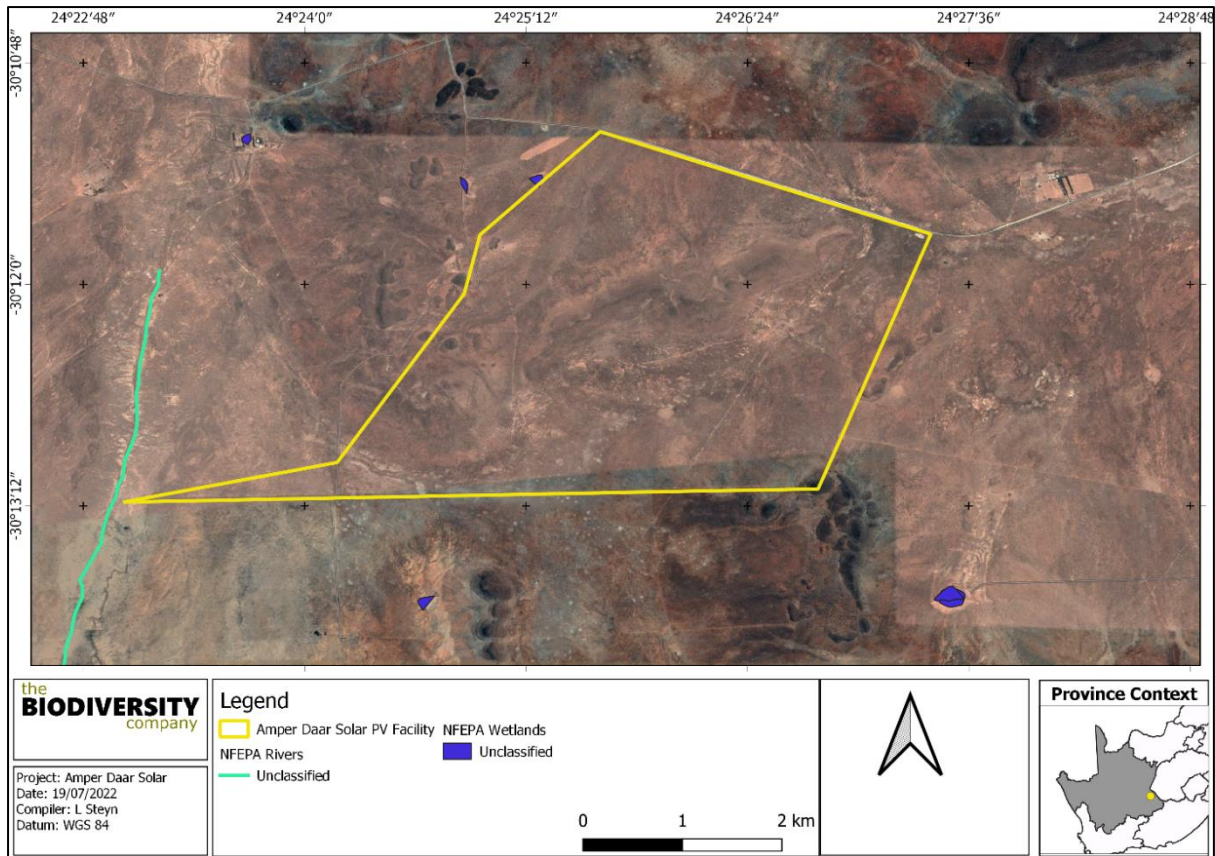 24°22'48" 24°24'0" 24°25'12" 24°26'24" 24°27'36" 24°28'48"
-30°10'48"
-30°12'0"
-30°13'12"
the
BIODIVERSITY
company
Project: Amper Daar Solar
Date: 19/07/2022
Compiler: L Steyn
Datum: WGS 84
Legend
Amper Daar Solar PV Facility
NFEPA Rivers
Unclassified
NFEPA Wetlands
Unclassified
0 1 2 km
Province Context